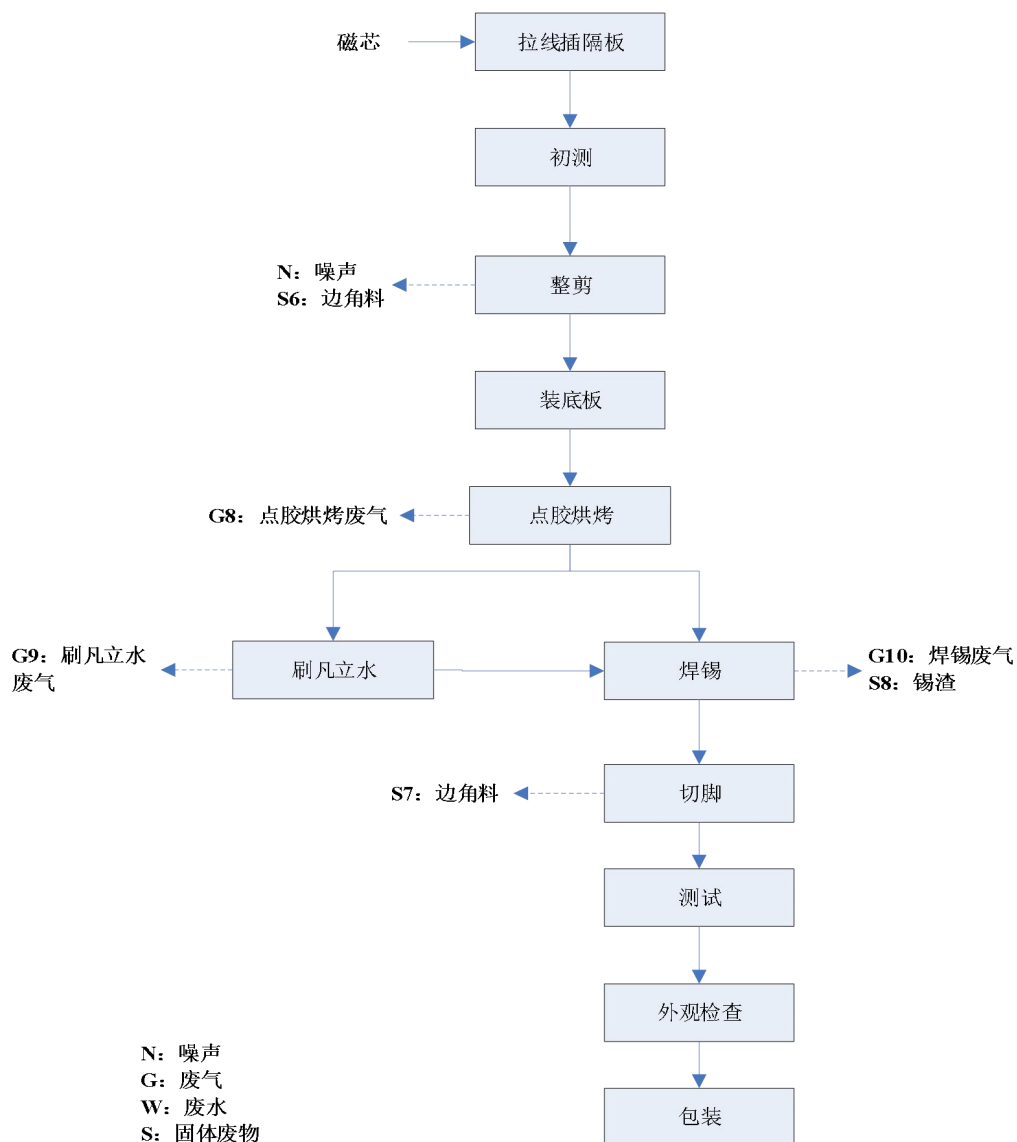 磁芯
拉线插隔板
初测
N：噪声
S6：边角料
整剪
装底板
G8：点胶烘烤废气
点胶烘烤
G9：刷凡立水
废气
刷凡立水
焊锡
G10：焊锡废气
S8：锡渣
S7：边角料
切脚
测试
外观检查
包装
N：噪声
G：废气
W：废水
S：固体废物